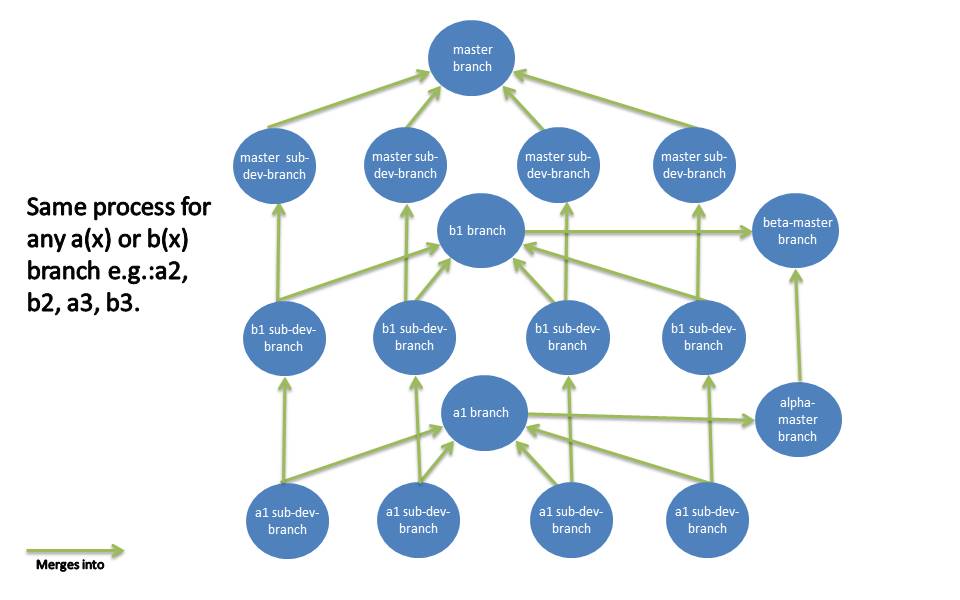 master
branch
master sub-
dev-branch
master sub-
dev-branch
master sub-
dev-branch
master sub-
dev-branch
Same process for
any a(x) or b(x)
branch e.g.:a2,
b2, a3, b3.
b1 branch
beta-master
branch
b1 sub-dev-
branch
b1 sub-dev-
branch
b1 sub-dev-
branch
b1 sub-dev-
branch
a1 branch
alpha-
master
branch
a1 sub-dev-
branch
a1 sub-dev-
branch
a1 sub-dev-
branch
a1 sub-dev-
branch
Merges into